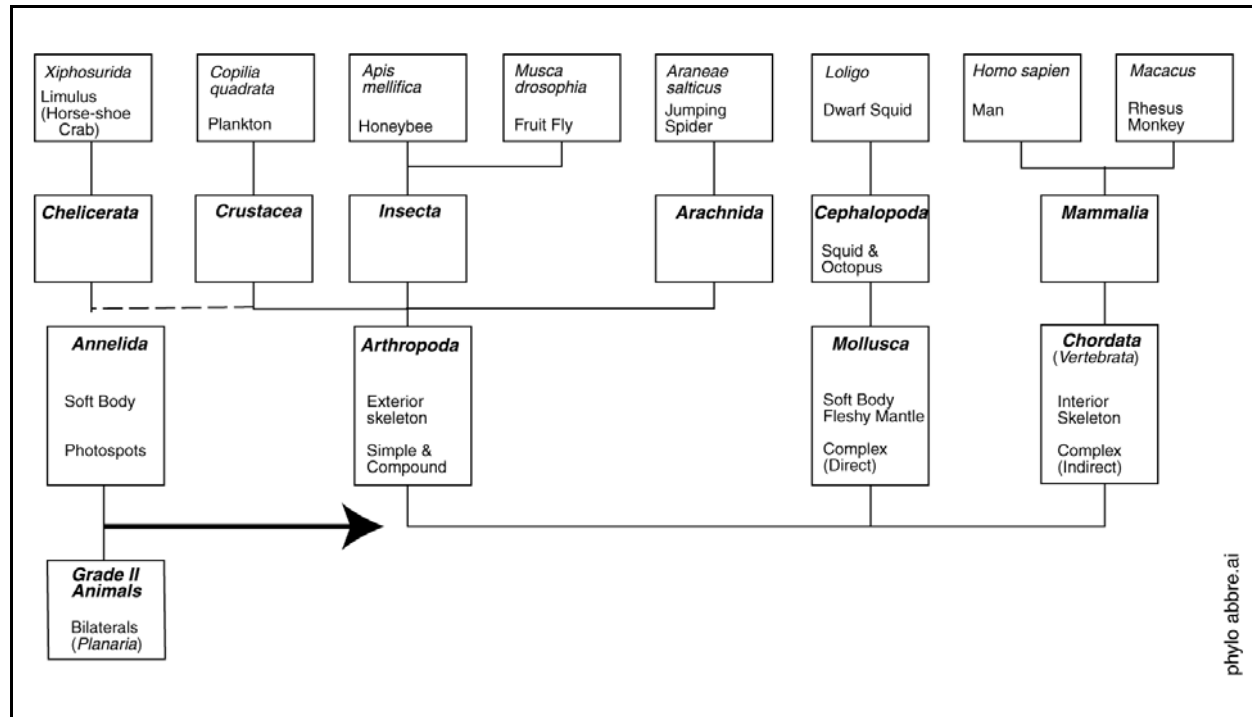 Xiphosurida
Limulus
(Horse-shoe
Crab)
Copilia
quadrata
Plankton
Apis
mellifica
Honeybee
Musca
drosophia
Fruit Fly
Araneae
salticus
Jumping
Spider
Loligo
Dwarf Squid
Homo sapien
Man
Macacus
Rhesus
Monkey
Chelicerata
Crustacea
Insecta
Arachnida
Cephalopoda
Squid &
Octopus
Mammalia
Annelida
Soft Body
Photospots
Arthropoda
Exterior
skeleton
Simple &
Compound
Mollusca
Soft Body
Fleshy Mantle
Complex
(Direct)
Chordata
(Vertebrata)
Interior
Skeleton
Complex
(Indirect)
Grade II
Animals
Bilaterals
(Planaria)
phylo abbre.ai